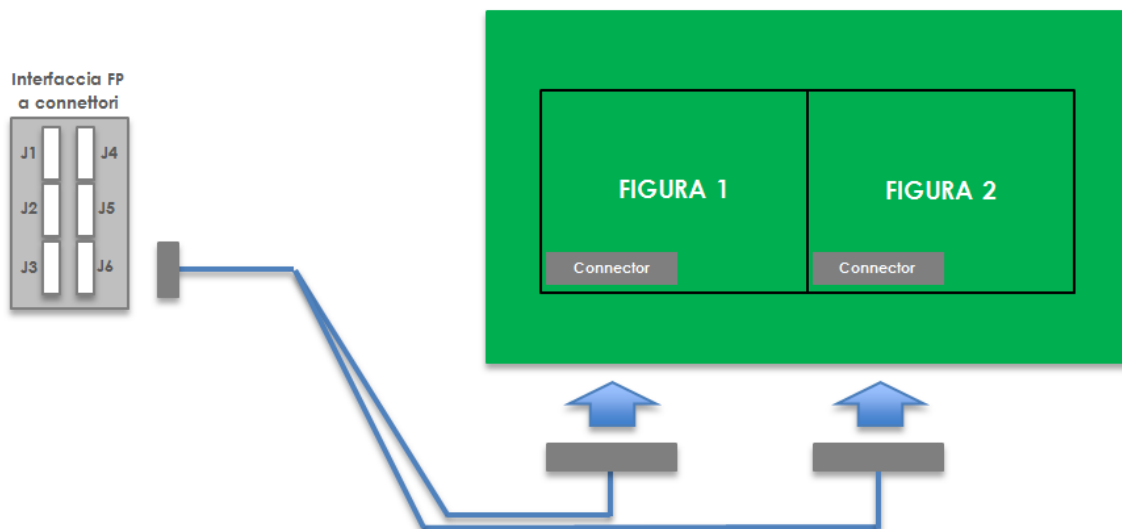 Interfaccia FP
a connettori
J1
J4
J2
J5
J3
J6
FIGURA 1
FIGURA 2
Connector
Connector